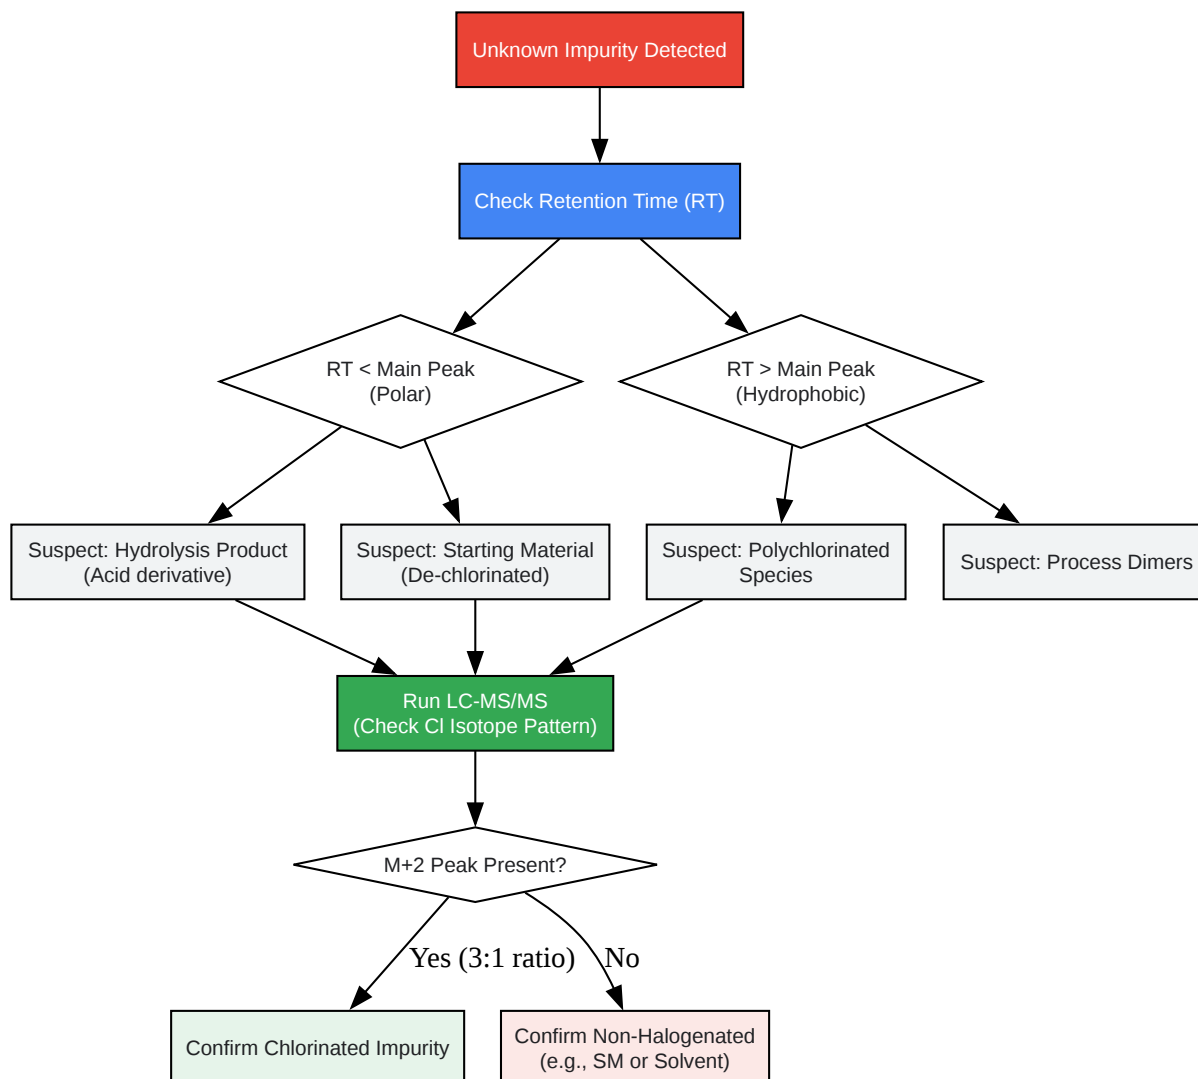 Unknown Impurity Detected
Check Retention Time (RT)
RT < Main Peak
(Polar)
RT > Main Peak
(Hydrophobic)
Suspect: Hydrolysis Product
(Acid derivative)
Suspect: Starting Material
(De-chlorinated)
Suspect: Polychlorinated
Species
Suspect: Process Dimers
Run LC-MS/MS
(Check Cl Isotope Pattern)
M+2 Peak Present?
Yes (3:1 ratio)
No
Confirm Chlorinated Impurity
Confirm Non-Halogenated
(e.g., SM or Solvent)